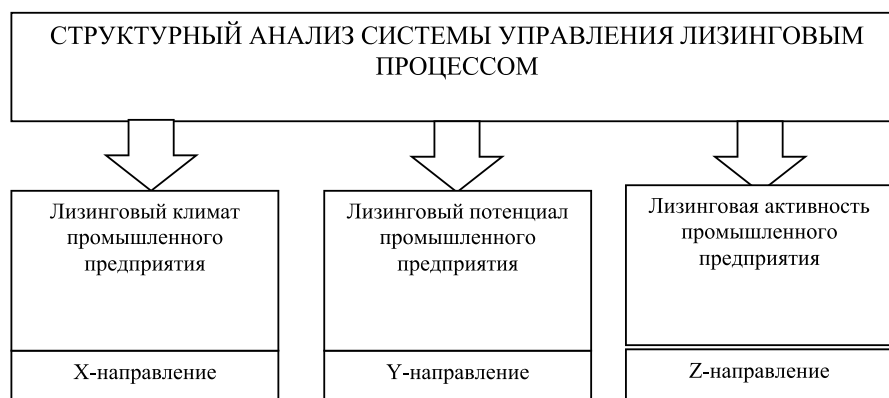 СТРУКТУРНЫЙ АНАЛИЗ СИСТЕМЫ УПРАВЛЕНИЯ ЛИЗИНГОВЫМ
ПРОЦЕССОМ
Лизинговый климат
промышленного
предприятия
X-направление
Лизинговый потенциал
промышленного
предприятия
Y-направление
Лизинговая активность
промышленного
предприятия
Z-направление